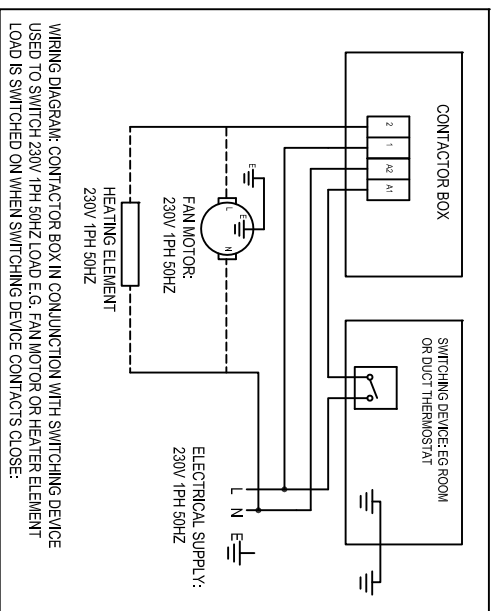 CONTACTOR BOX
2
1
A2
A1
SWITCHING DEVICE: EG ROOM
OR DUCT THERMOSTAT
E
L
E
N
FAN MOTOR:
230V 1PH 50HZ
HEATING ELEMENT
230V 1PH 50HZ
ELECTRICAL SUPPLY:
230V 1PH 50HZ
L
N
E
WIRING DIAGRAM: CONTACTOR BOX IN CONJUNCTION WITH SWITCHING DEVICE
USED TO SWITCH 230V 1PH 50HZ LOAD E.G. FAN MOTOR OR HEATER ELEMENT
LOAD IS SWITCHED ON WHEN SWITCHING DEVICE CONTACTS CLOSE: